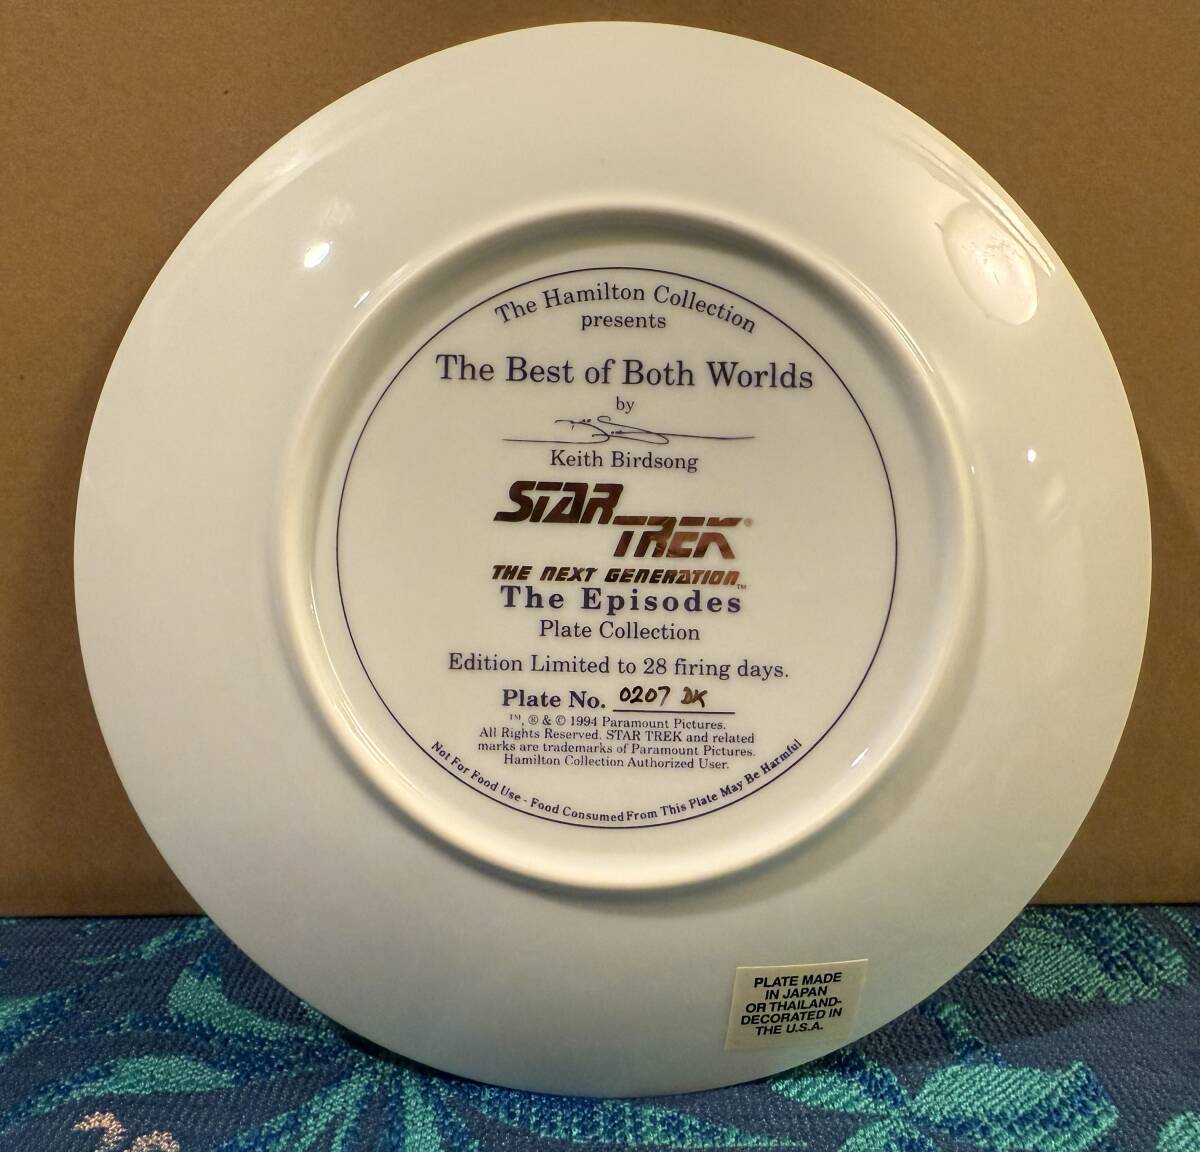 The Hamilton Collection
presents
The Best of Both Worlds
by
Keith Birdsong
STAR
TREK®
THE NEXT GENERATION™
The Episodes
Plate Collection
Edition Limited to 28 firing days.
Plate No. 0207 DK
™, ® & © 1994 Paramount Pictures.
All Rights Reserved. STAR TREK and related
marks are trademarks of Paramount Pictures.
Hamilton Collection Authorized User.
Not For Food Use - Food Consumed From This Plate May Be Harmful
PLATE MADE
IN JAPAN
OR THAILAND-
DECORATED IN
THE U.S.A.